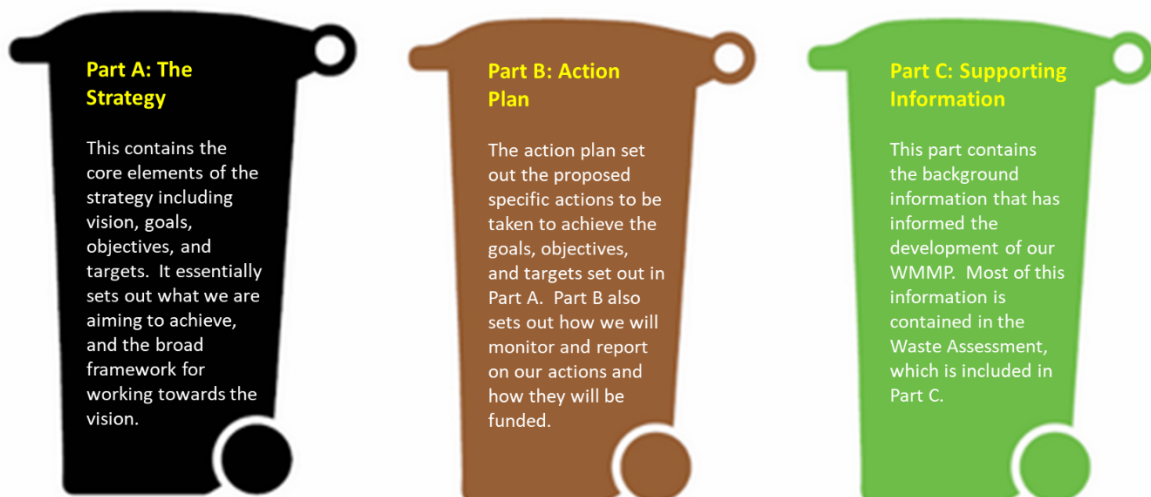 Part A: The
Strategy
This contains the
core elements of the
strategy including
vision, goals,
objectives, and
targets.  It essentially
sets out what we are
aiming to achieve,
and the broad
framework for
working towards the
vision.
Part B: Action
Plan
The action plan set
out the proposed
specific actions to be
taken to achieve the
goals, objectives,
and targets set out in
Part A.  Part B also
sets out how we will
monitor and report
on our actions and
how they will be
funded.
Part C: Supporting
Information
This part contains
the background
information that has
informed the
development of our
WMMP.  Most of this
information is
contained in the
Waste Assessment,
which is included in
Part C.